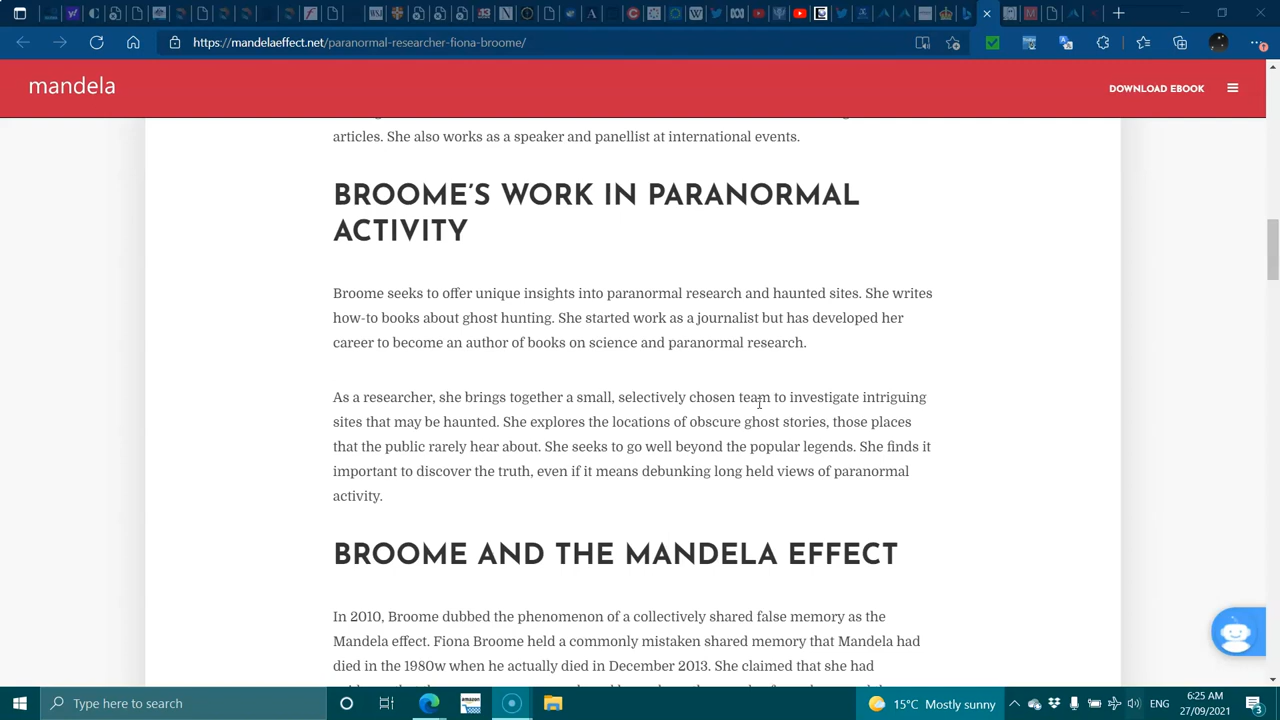 https://mandelaeffect.net/paranormal-researcher-fiona-broome/
mandela
DOWNLOAD EBOOK
articles. She also works as a speaker and panellist at international events.
BROOME'S WORK IN PARANORMAL
ACTIVITY
Broome seeks to offer unique insights into paranormal research and haunted sites. She writes
how-to books about ghost hunting. She started work as a journalist but has developed her
career to become an author of books on science and paranormal research.
As a researcher, she brings together a small, selectively chosen team to investigate intriguing
sites that may be haunted. She explores the locations of obscure ghost stories, those places
that the public rarely hear about. She seeks to go well beyond the popular legends. She finds it
important to discover the truth, even if it means debunking long held views of paranormal
activity.
BROOME AND THE MANDELA EFFECT
In 2010, Broome dubbed the phenomenon of a collectively shared false memory as the
Mandela effect. Fiona Broome held a commonly mistaken shared memory that Mandela had
died in the 1980w when he actually died in December 2013. She claimed that she had
Type here to search
15°C Mostly sunny
6:25 AM
27/09/2021